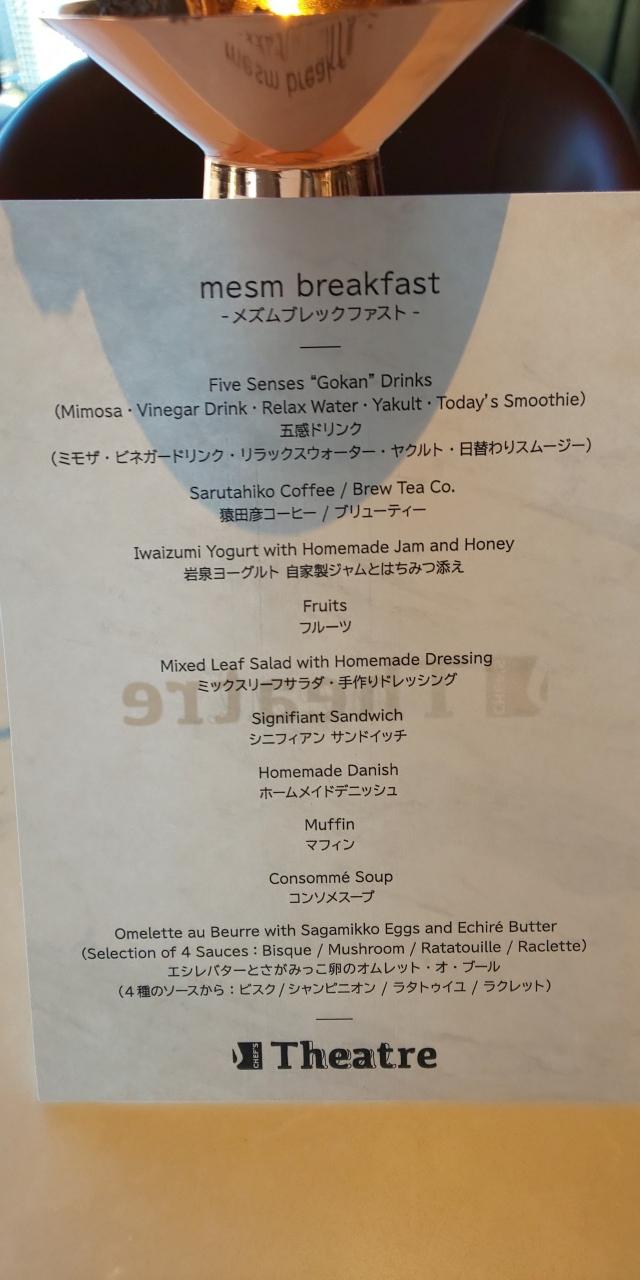 mesm breakfast
-メズムブレックファスト -
Five Senses “Gokan” Drinks
(Mimosa・Vinegar Drink・Relax Water・Yakult・Today’s Smoothie)
五感ドリンク
(ミモザ・ビネガードリンク・リラックスウォーター・ヤクルト・日替わりスムージー)
Sarutahiko Coffee / Brew Tea Co.
猿田彦コーヒー / ブリューティー
Iwaizumi Yogurt with Homemade Jam and Honey
岩泉ヨーグルト 自家製ジャムとはちみつ添え
Fruits
フルーツ
Mixed Leaf Salad with Homemade Dressing
ミックスリーフサラダ・手作りドレッシング
Signifiant Sandwich
シニフィアン サンドイッチ
Homemade Danish
ホームメイドデニッシュ
Muffin
マフィン
Consommé Soup
コンソメスープ
Omelette au Beurre with Sagamikko Eggs and Echiré Butter
(Selection of 4 Sauces : Bisque / Mushroom / Ratatouille / Raclette)
エシレバターとさがみっこ卵のオムレット・オ・ブール
(4種のソースから : ビスク / シャンピニオン / ラタトゥイユ / ラクレット)
CHEF'S Theatre